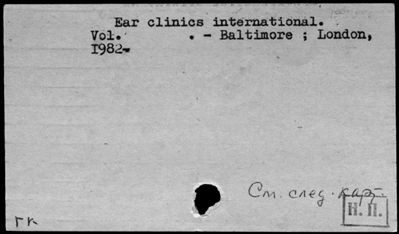 Ear clinics international.
Vol. . - Baltimore ; London,
1982-
См. след. карт.
Н. П.
гк